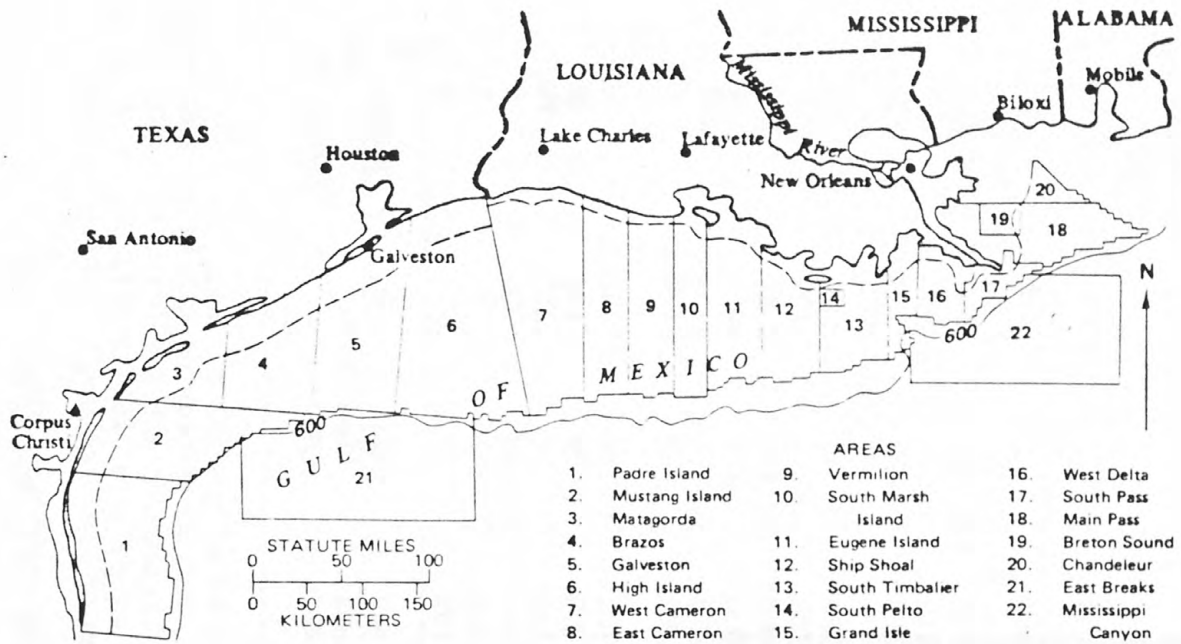 MISSISSIPPI
ALABAMA
LOUISIANA
TEXAS
Mississippi River
Mobile
Biloxi
Lake Charles
Lafayette
Houston
New Orleans
San Antonio
Galveston
Corpus
Christi
20
19
18
N
17
16
15
14
13
12
11
10
9
8
7
6
5
4
3
2
1
22
21
600
600
GULF OF MEXICO
STATUTE MILES
0 50 100
0 50 100 150
KILOMETERS
AREAS
1. Padre Island
2. Mustang Island
3. Matagorda
4. Brazos
5. Galveston
6. High Island
7. West Cameron
8. East Cameron
9. Vermilion
10. South Marsh
Island
11. Eugene Island
12. Ship Shoal
13. South Timbalier
14. South Pelto
15. Grand Isle
16. West Delta
17. South Pass
18. Main Pass
19. Breton Sound
20. Chandeleur
21. East Breaks
22. Mississippi
Canyon